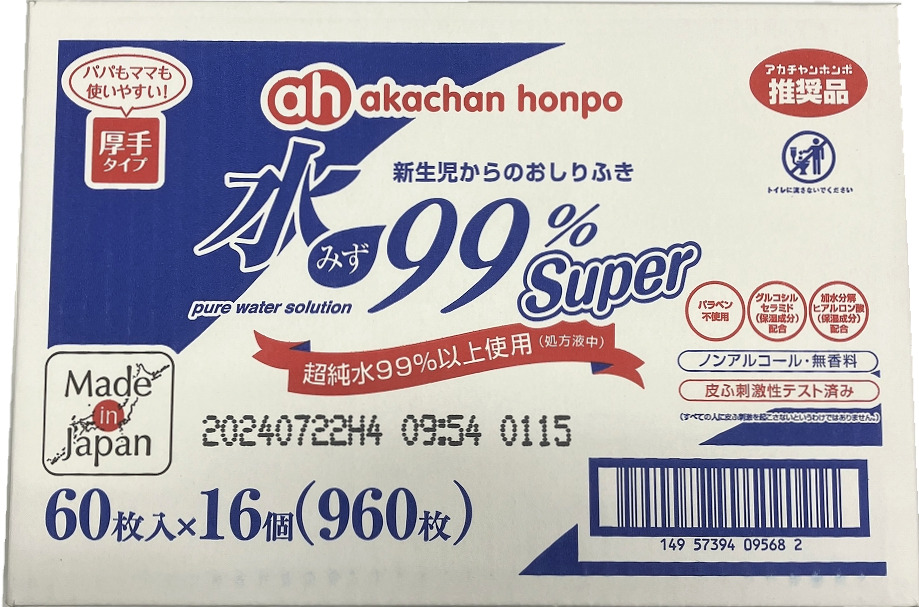 パパもママも
使いやすい!
厚手
タイプ
ah akachan honpo
アカチャンホンポ
推奨品
トイレに流さないでください
新生児からのおしりふき
水 みず 99%
Super
pure water solution
超純水99%以上使用(処方液中)
パラベン
不使用
グルコシル
セラミド
(保湿成分)
配合
加水分解
ヒアルロン酸
(保湿成分)
配合
ノンアルコール・無香料
皮ふ刺激性テスト済み
(すべての人に皮ふ刺激を起こさないというわけではありません。)
Made
in
Japan
20240722H4 09:54 0115
60枚入×16個(960枚)
149 57394 09568 2